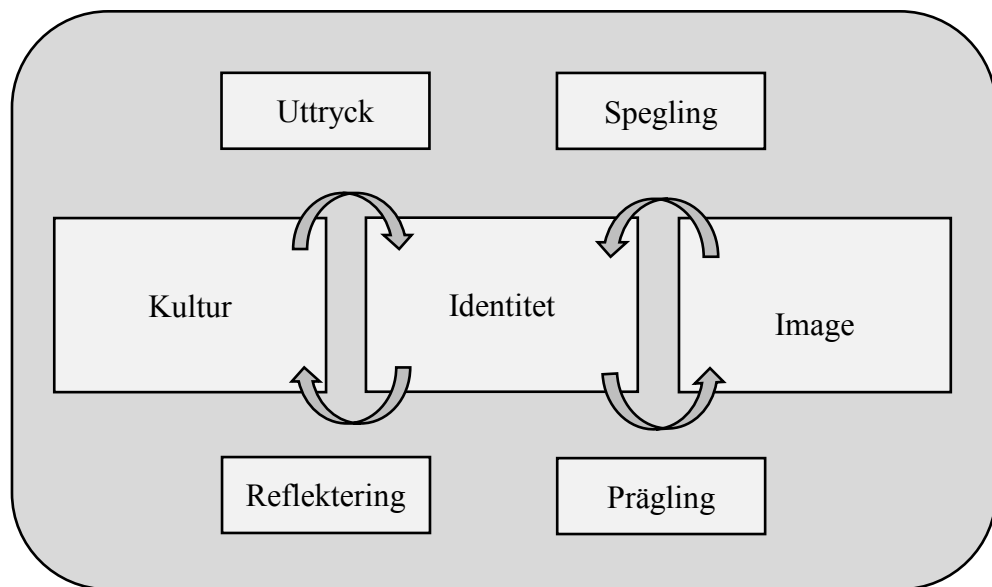 Uttryck
Spegling
Kultur
Identitet
Image
Reflektering
Prägling